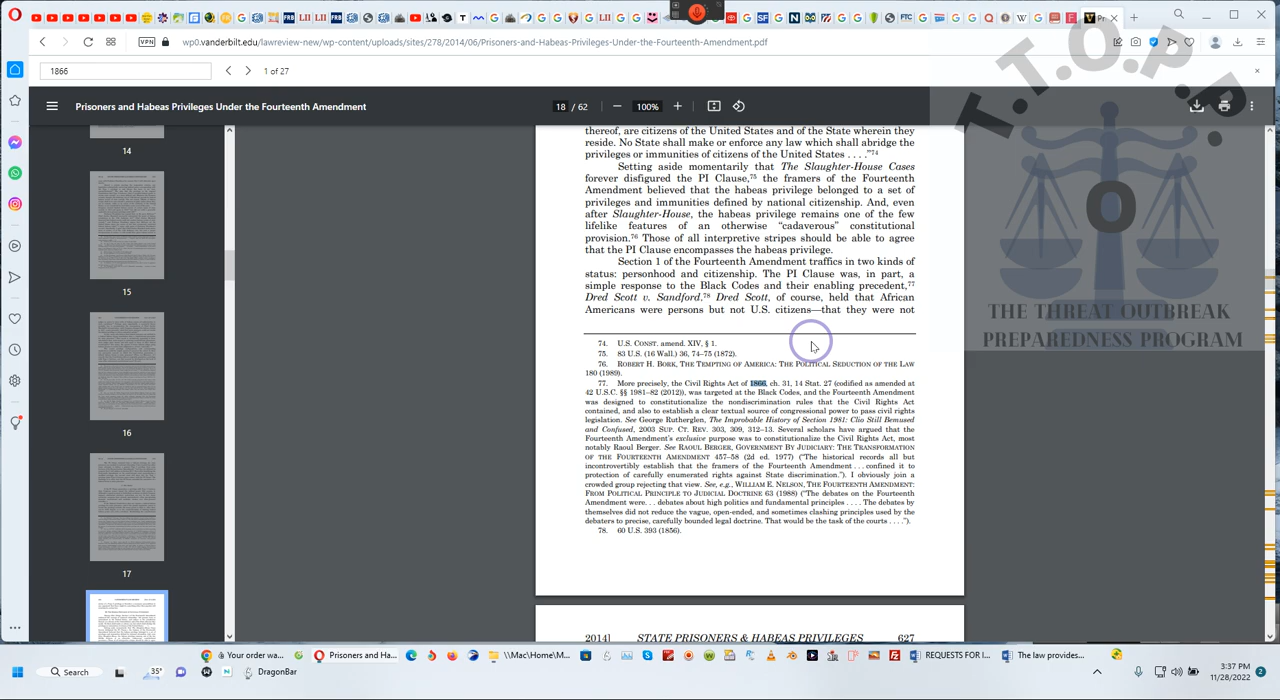 wp0.vanderbilt.edu/lawreview-new/wp-content/uploads/sites/278/2014/06/Prisoners-and-Habeas-Privileges-Under-the-Fourteenth-Amendment.pdf
VPN
1866
1 of 27
Prisoners and Habeas Privileges Under the Fourteenth Amendment
18 / 62
100%
T.T.O.P.P.
O
THE THREAT OUTBREAK
PREPAREDNESS PROGRAM
14
15
16
17
thereof, are citizens of the United States and of the State wherein they
reside. No State shall make or enforce any law which shall abridge the
privileges or immunities of citizens of the United States . . . .”74
Setting aside momentarily that The Slaughter-House Cases
forever disfigured the PI Clause,75 the framers of the Fourteenth
Amendment believed that the habeas privilege belonged to a set of
privileges and immunities defined by national citizenship. And, even
after Slaughter-House, the habeas privilege remains one of the few
lifelike features of an otherwise “cadaverous” constitutional
provision.76 Those of all interpretive stripes should be able to agree
that the PI Clause encompasses the habeas privilege.
Section 1 of the Fourteenth Amendment traffics in two kinds of
status: personhood and citizenship. The PI Clause was, in part, a
simple response to the Black Codes and their enabling precedent,77
Dred Scott v. Sandford.78 Dred Scott, of course, held that African
Americans were persons but not U.S. citizens—that they were not
74. U.S. CONST. amend. XIV, § 1.
75. 83 U.S. (16 Wall.) 36, 74–75 (1872).
76. ROBERT H. BORK, THE TEMPTING OF AMERICA: THE POLITICAL SEDUCTION OF THE LAW
180 (1989).
77. More precisely, the Civil Rights Act of 1866, ch. 31, 14 Stat. 27 (codified as amended at
42 U.S.C. §§ 1981–82 (2012)), was targeted at the Black Codes, and the Fourteenth Amendment
was designed to constitutionalize the nondiscrimination rules that the Civil Rights Act
contained, and also to establish a clear textual source of congressional power to pass civil rights
legislation. See George Rutherglen, The Improbable History of Section 1981: Clio Still Bemused
and Confused, 2003 SUP. CT. REV. 303, 309, 312–13. Several scholars have argued that the
Fourteenth Amendment's exclusive purpose was to constitutionalize the Civil Rights Act, most
notably Raoul Berger. See RAOUL BERGER, GOVERNMENT BY JUDICIARY: THE TRANSFORMATION
OF THE FOURTEENTH AMENDMENT 457–58 (2d ed. 1977) (“The historical records all but
incontrovertibly establish that the framers of the Fourteenth Amendment . . . confined it to
protection of carefully enumerated rights against State discrimination.”). I obviously join a
crowded group rejecting that view. See, e.g., WILLIAM E. NELSON, THE FOURTEENTH AMENDMENT:
FROM POLITICAL PRINCIPLE TO JUDICIAL DOCTRINE 63 (1988) (“The debates on the Fourteenth
Amendment were. . . debates about high politics and fundamental principles . . . . The debates by
themselves did not reduce the vague, open-ended, and sometimes clashing principles used by the
debaters to precise, carefully bounded legal doctrine. That would be the task of the courts . . . .”).
78. 60 U.S. 393 (1856).
2014] STATE PRISONERS & HABEAS PRIVILEGES 627
Your order wa...
Prisoners and Ha...
\\Mac\Home\M...
REQUESTS FOR I...
The law provides...
Search
35°
DragonBar
3:37 PM
11/28/2022
2